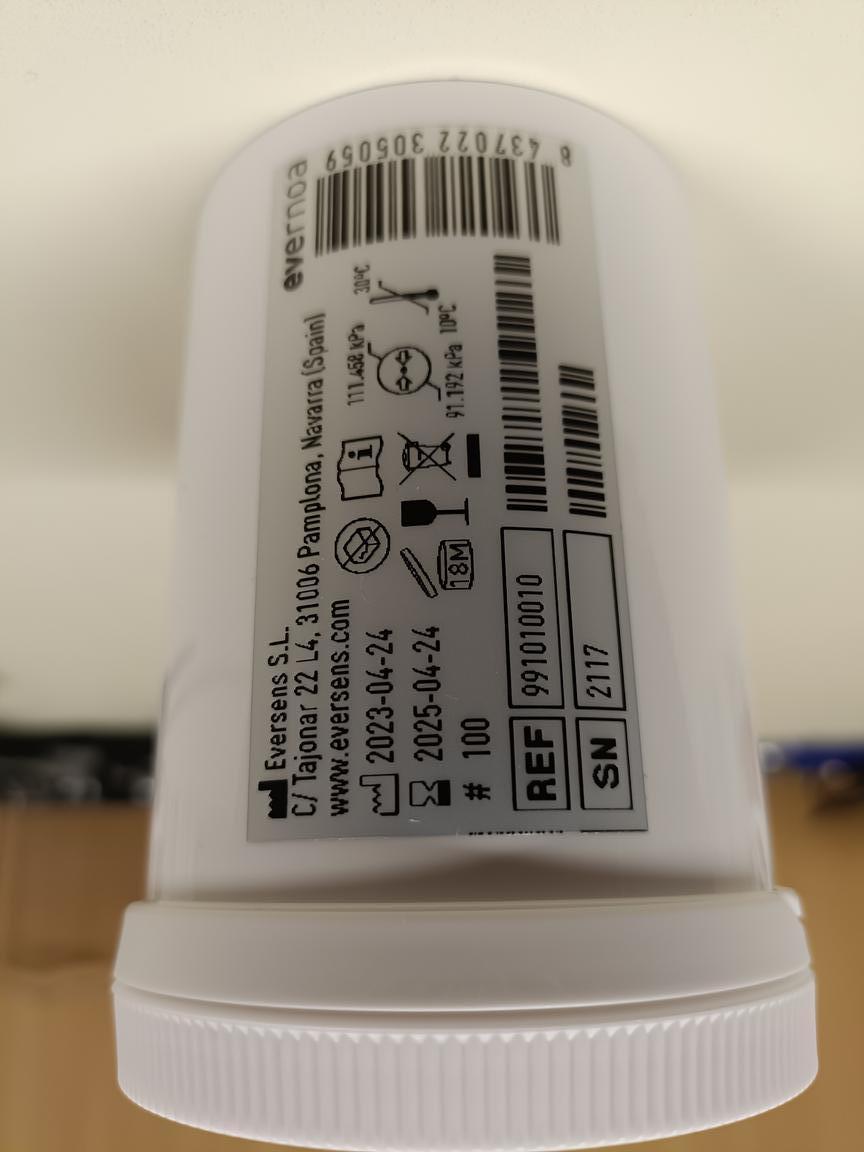 Eversens S.L.
C/ Tajonar 22 L4, 31006 Pamplona, Navarra (Spain)
www.eversens.com
evernoa
2023-04-24
2025-04-24
# 100
18M
111.458 kPa
91.192 kPa
30ºC
10ºC
8 437022 305059
REF 991010010
SN 2117